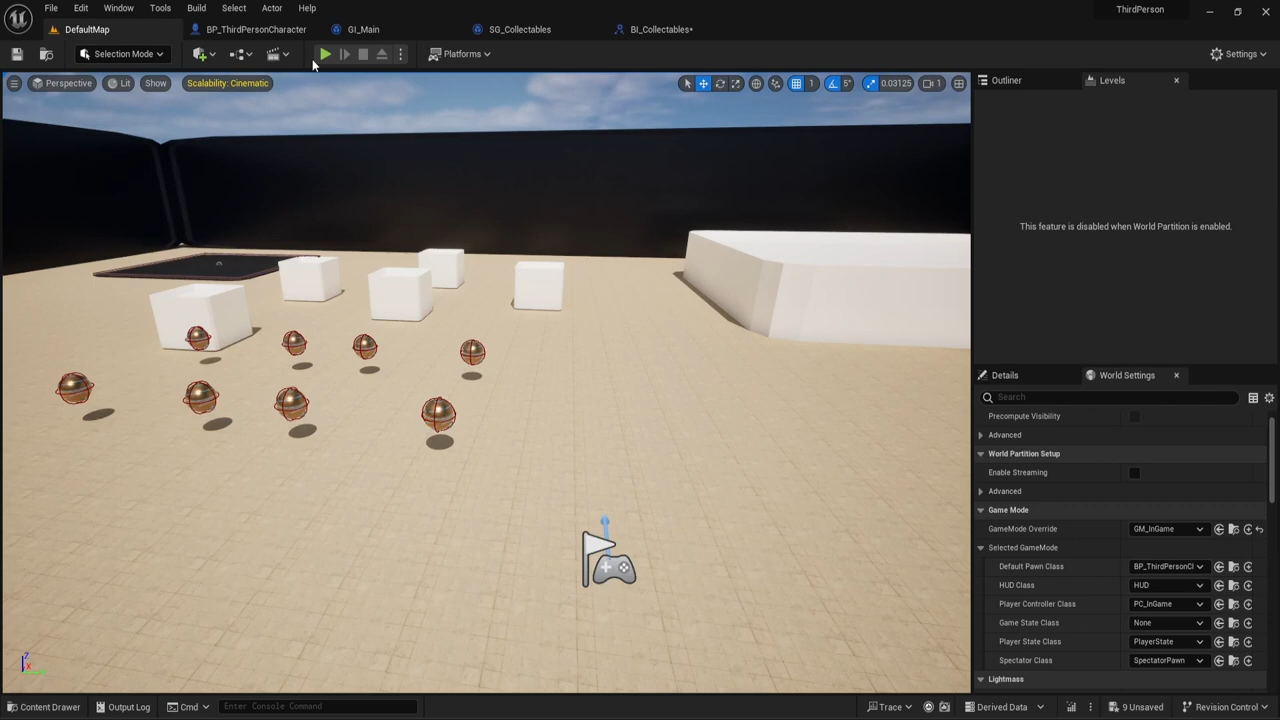 File Edit Window Tools Build Select Actor Help
ThirdPerson
DefaultMap BP_ThirdPersonCharacter GI_Main SG_Collectables BI_Collectables•
Selection Mode Platforms Settings
Perspective Lit Show Scalability: Cinematic 1 5° 0.03125 1
Outliner Levels
This feature is disabled when World Partition is enabled.
Details World Settings
Search
Precompute Visibility
Advanced
World Partition Setup
Enable Streaming
Advanced
Game Mode
GameMode Override GM_InGame
Selected GameMode
Default Pawn Class BP_ThirdPersonCl
HUD Class HUD
Player Controller Class PC_InGame
Game State Class None
Player State Class PlayerState
Spectator Class SpectatorPawn
Lightmass
Z X
Content Drawer Output Log Cmd Enter Console Command Trace Derived Data 9 Unsaved Revision Control